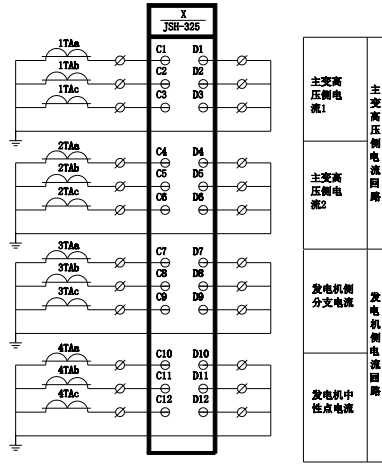 X
JSH-325
1TAa
C1 D1
1TAb
C2 D2
1TAc
C3 D3
主变高
压侧电
流1
2TAa
C4 D4
2TAb
C5 D5
2TAc
C6 D6
主变高
压侧电
流2
主变高压侧电流回路
3TAa
C7 D7
3TAb
C8 D8
3TAc
C9 D9
发电机侧
分支电流
4TAa
C10 D10
4TAb
C11 D11
4TAc
C12 D12
发电机中
性点电流
发电机侧电流回路